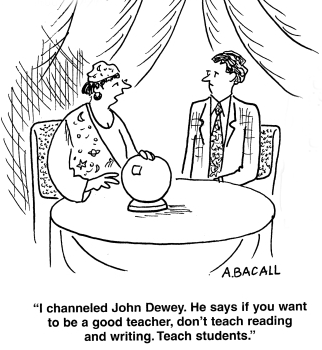 A.BACALL
“I channeled John Dewey. He says if you want
to be a good teacher, don’t teach reading
and writing. Teach students.”